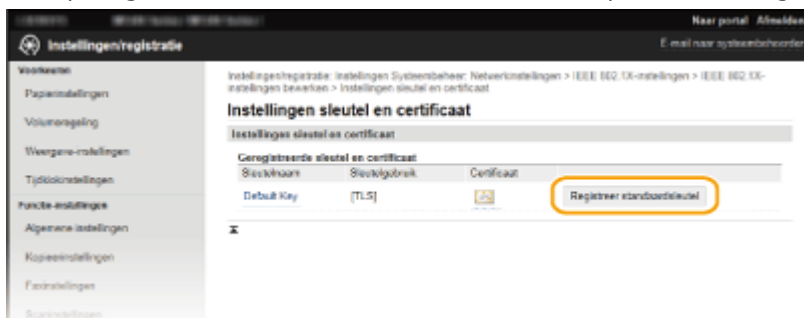 Naar portal Afmelden
Instellingen/registratie
E-mail naar systeembeheerder
Voorkeuren
Papierinstellingen
Volumeregeling
Weergave-instellingen
Tijdklokinstellingen
Functie-instellingen
Algemene instellingen
Kopieerinstellingen
Faxinstellingen
Scaninstellingen
Instellingen/registratie: Instellingen Systeembeheer: Netwerkinstellingen > IEEE 802.1X-instellingen > IEEE 802.1X-
instellingen bewerken > Instellingen sleutel en certificaat
Instellingen sleutel en certificaat
Instellingen sleutel en certificaat
Geregistreerde sleutel en certificaat
Sleutelnaam Sleutelgebruik Certificaat
Default Key [TLS] Registreer standaardsleutel